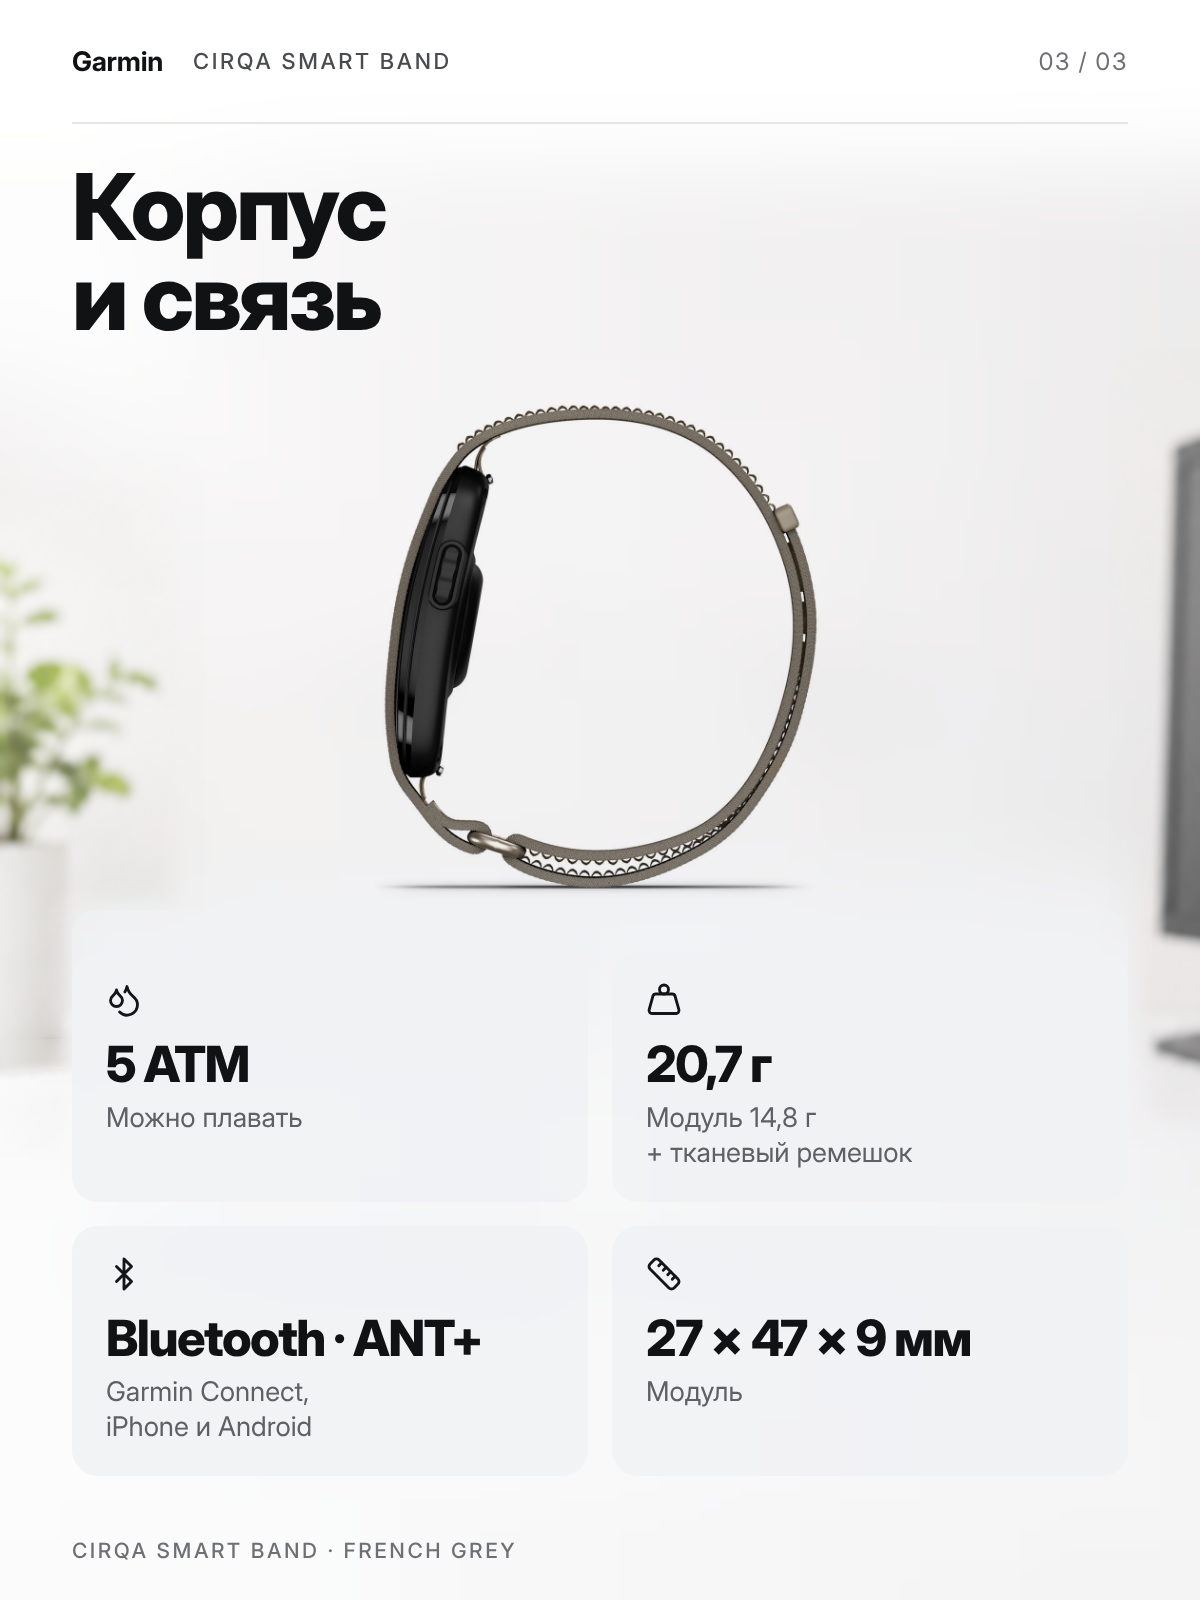 Garmin CIRQA SMART BAND 03 / 03
Корпус
и связь
5 ATM
Можно плавать
20,7 г
Модуль 14,8 г
+ тканевый ремешок
Bluetooth · ANT+
Garmin Connect,
iPhone и Android
27 × 47 × 9 мм
Модуль
CIRQA SMART BAND · FRENCH GREY